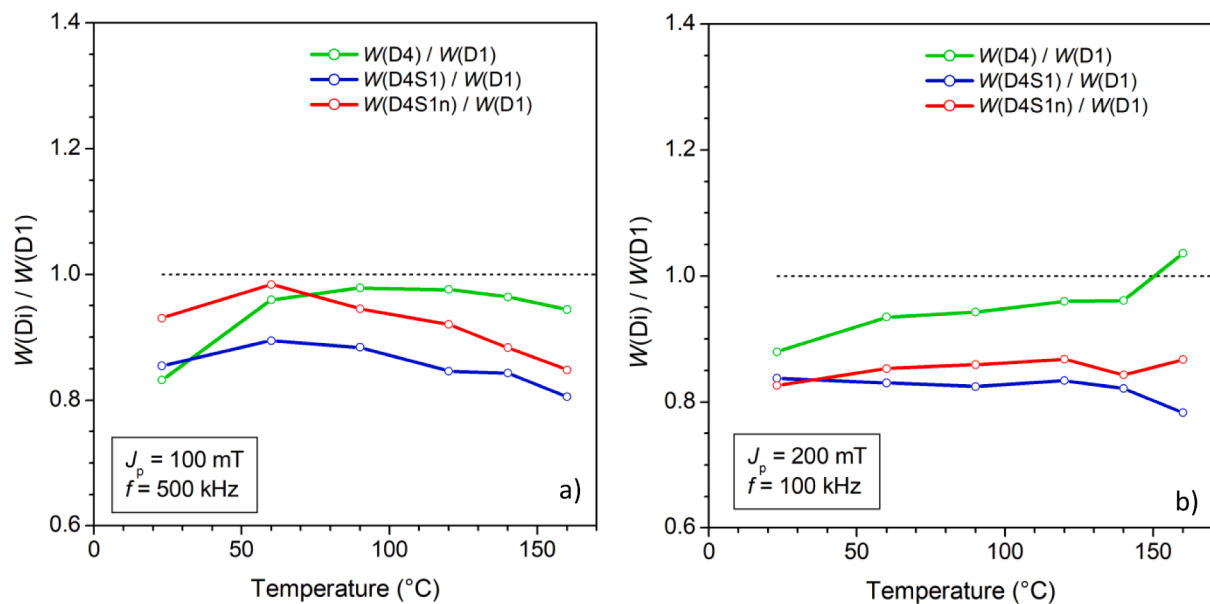 1.4
1.2
1.0
0.8
0.6
W(Di) / W(D1)
W(D4) / W(D1)
W(D4S1) / W(D1)
W(D4S1n) / W(D1)
Jp = 100 mT
f = 500 kHz
a)
0
50
100
150
Temperature (°C)
1.4
1.2
1.0
0.8
0.6
W(Di) / W(D1)
W(D4) / W(D1)
W(D4S1) / W(D1)
W(D4S1n) / W(D1)
Jp = 200 mT
f = 100 kHz
b)
0
50
100
150
Temperature (°C)